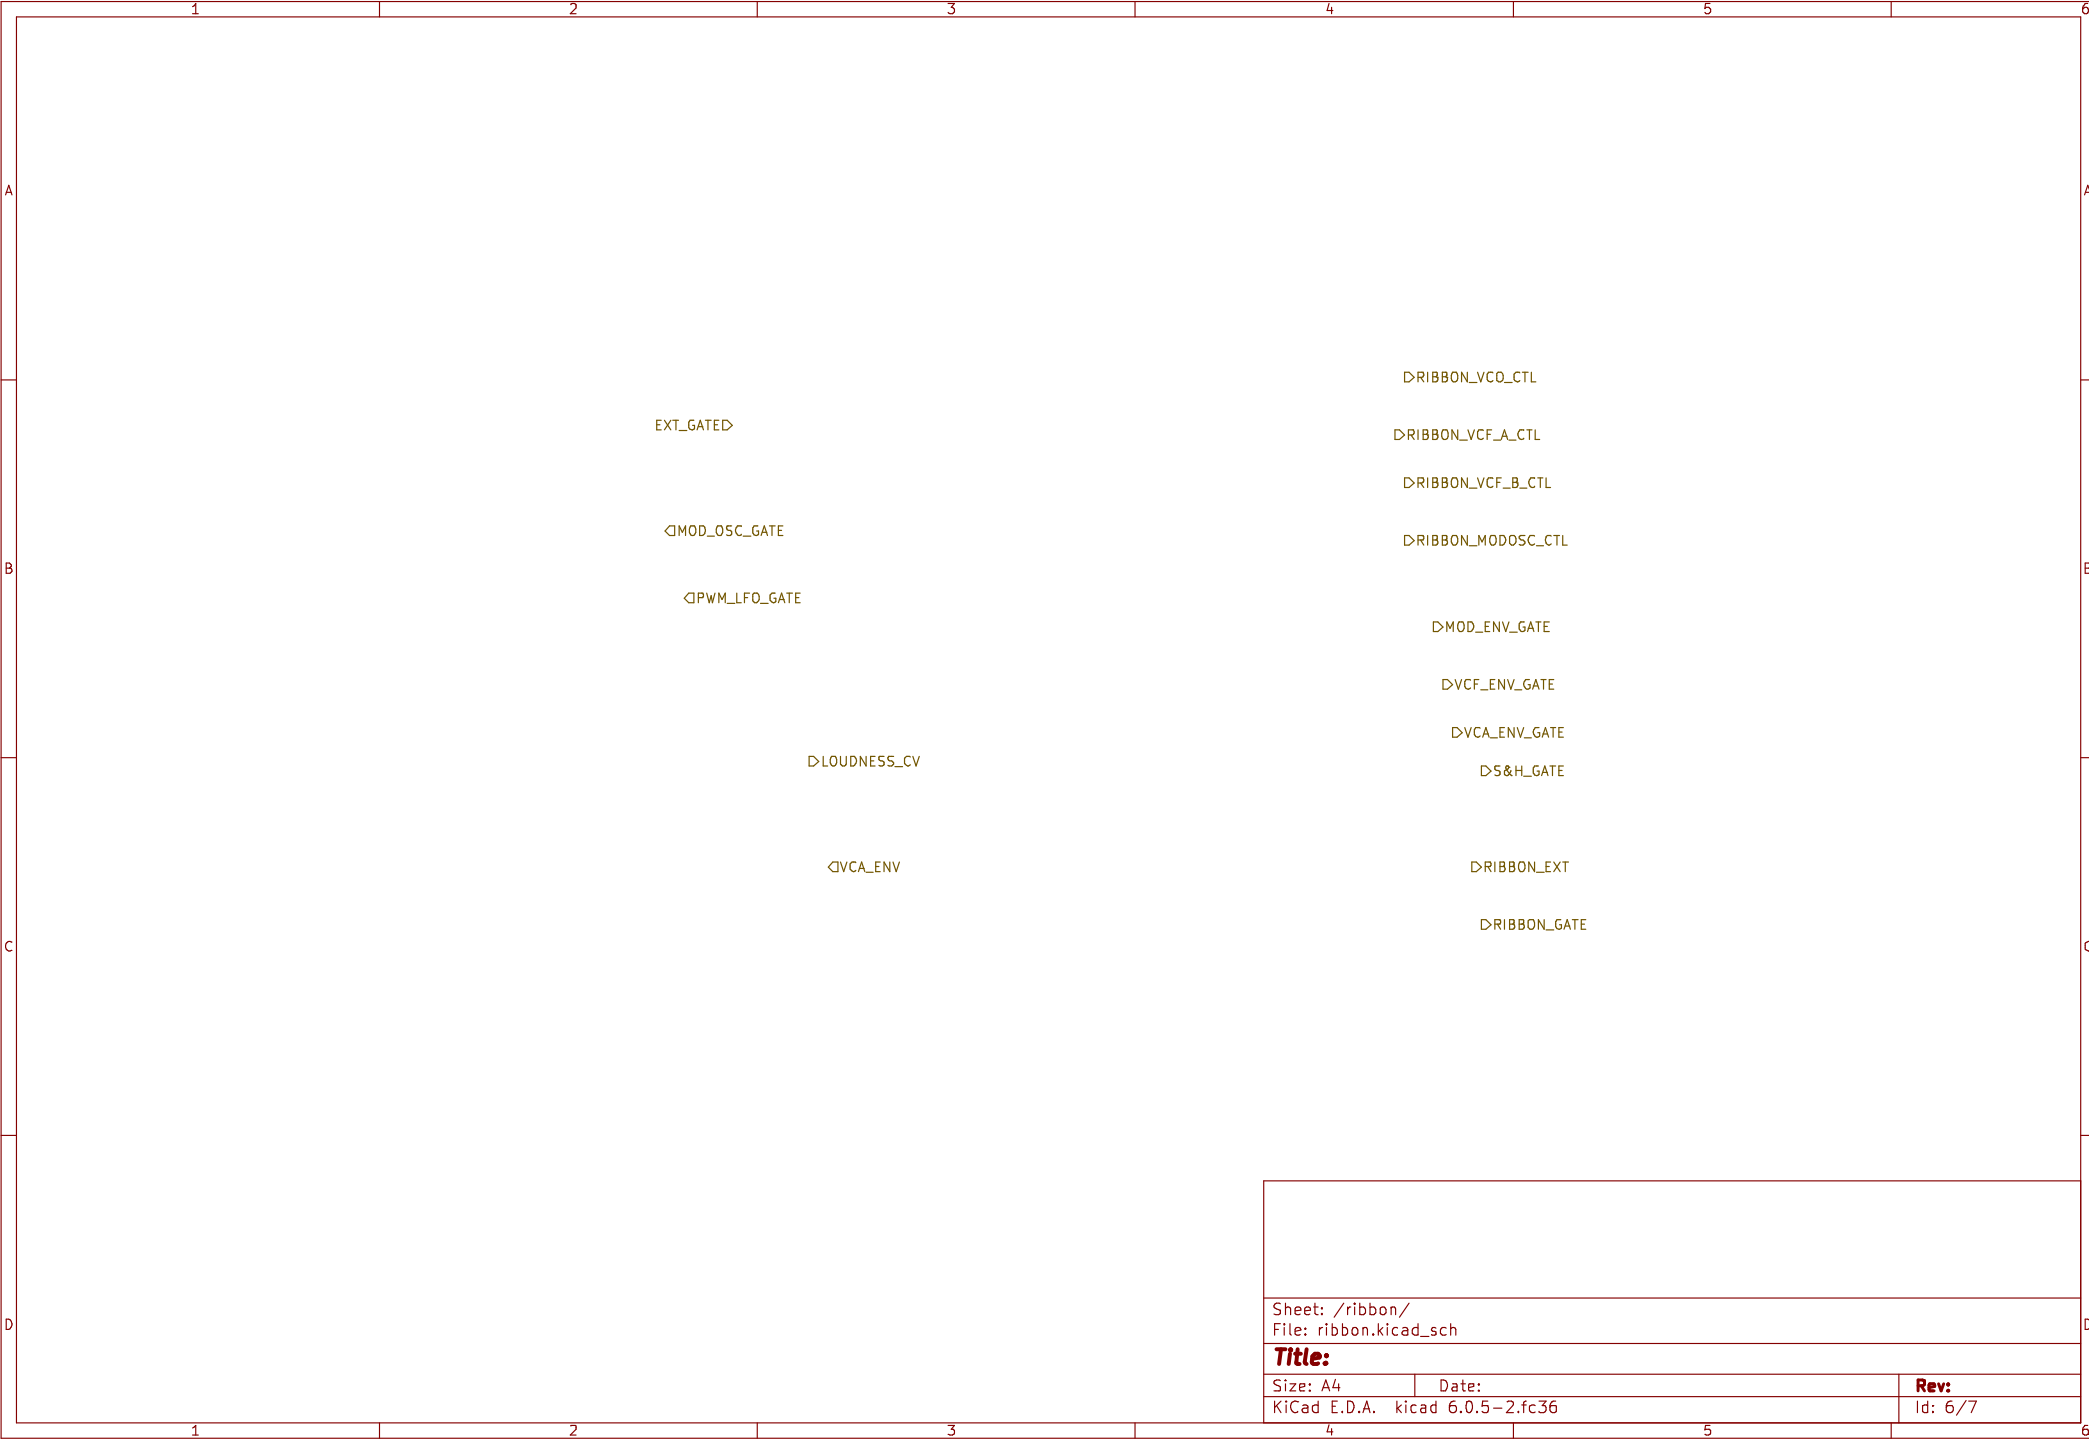 1 2 3 4 5 6
A A
RIBBON_VCO_CTL
EXT_GATE
RIBBON_VCF_A_CTL
RIBBON_VCF_B_CTL
MOD_OSC_GATE
RIBBON_MODOSC_CTL
B B
PWM_LFO_GATE
MOD_ENV_GATE
VCF_ENV_GATE
VCA_ENV_GATE
LOUDNESS_CV
S&H_GATE
VCA_ENV
RIBBON_EXT
RIBBON_GATE
C C
Sheet: /ribbon/
D D
File: ribbon.kicad_sch
Title:
Size: A4 Date: Rev:
KiCad E.D.A. kicad 6.0.5-2.fc36 Id: 6/7
1 2 3 4 5 6